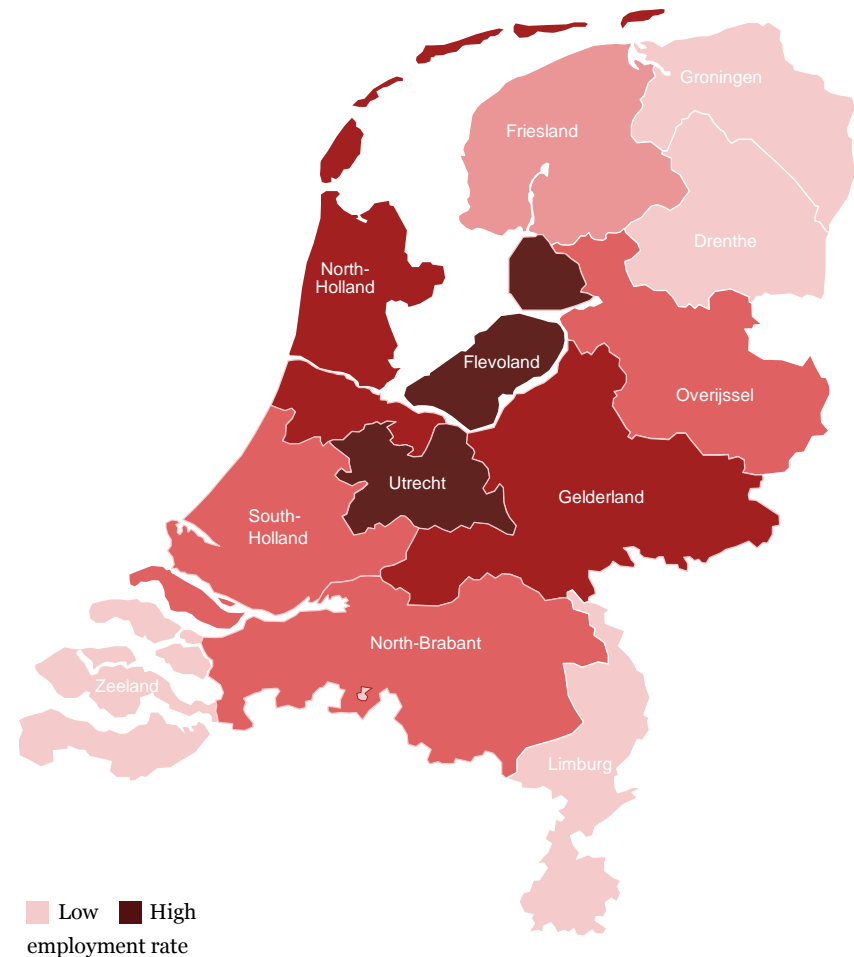 Groningen
Friesland
Drenthe
North-
Holland
Flevoland
Overijssel
Utrecht
Gelderland
South-
Holland
North-Brabant
Zeeland
Limburg
Low High
employment rate